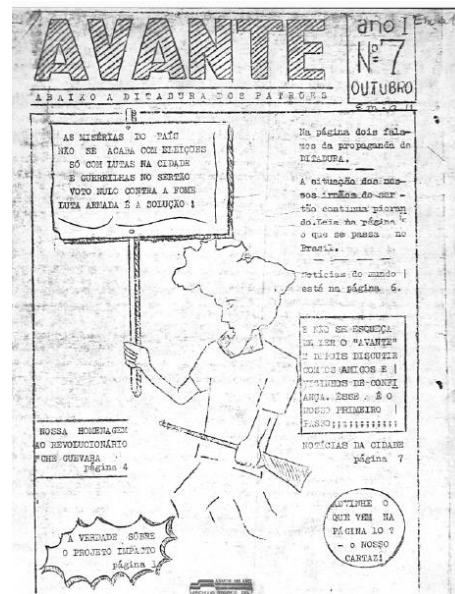 AVANTE
ano I
Nº 7
OUTUBRO
ABAIXO A DITADURA DOS PATRÕES
AS MISÉRIAS DO PAÍS
NÃO SE ACABA COM ELEIÇÕES
SÓ COM LUTAS NA CIDADE
E GUERRILHAS NO SERTÃO
VOTO NULO CONTRA A FOME
LUTA ARMADA É A SOLUÇÃO !
Na página dois fala-
mos da propaganda da
DITADURA.
A situação dos nos-
sos irmãos do ser-
tão continua pioran
do.Leia na página
o que se passa no
Brasil.
Notícias do mundo
está na página 6.
E NÃO SE ESQUEÇA
DE LER O "AVANTE"
E DEPOIS DISCUTIR
COM OS AMIGOS E
VIZINHOS DE CONFI
ANÇA. ÊSSE É O
NOSSO PRIMEIRO
PASSO
NOTÍCIAS DA CIDADE
página 7
NOSSA HOMENAGEM
AO REVOLUCIONÁRIO
"CHE GUEVARA
página 4
A VERDADE SÔBRE
O PROJETO IMPACTO
página
ADIVINHE O
QUE VEM NA
PÁGINA 10 ?
- O NOSSO
CARTAZ!